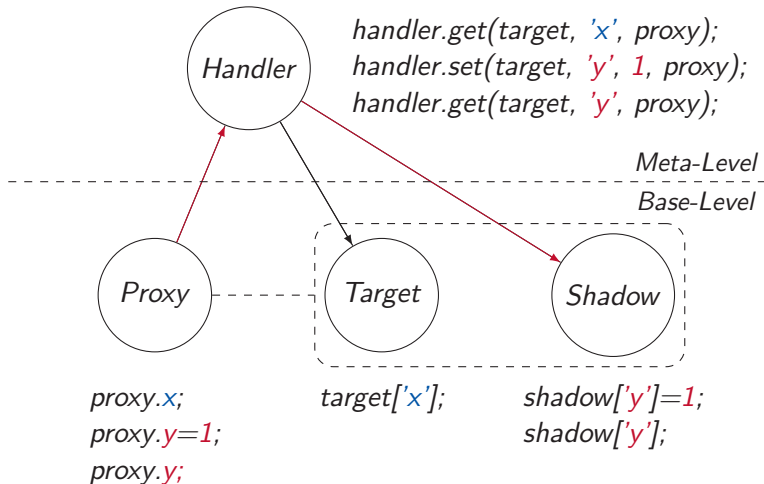 handler.get(target, 'x', proxy);
handler.set(target, 'y', 1, proxy);
handler.get(target, 'y', proxy);
Handler
Meta-Level
Base-Level
Proxy
Target
Shadow
proxy.x;
proxy.y=1;
proxy.y;
target['x'];
shadow['y']=1;
shadow['y'];